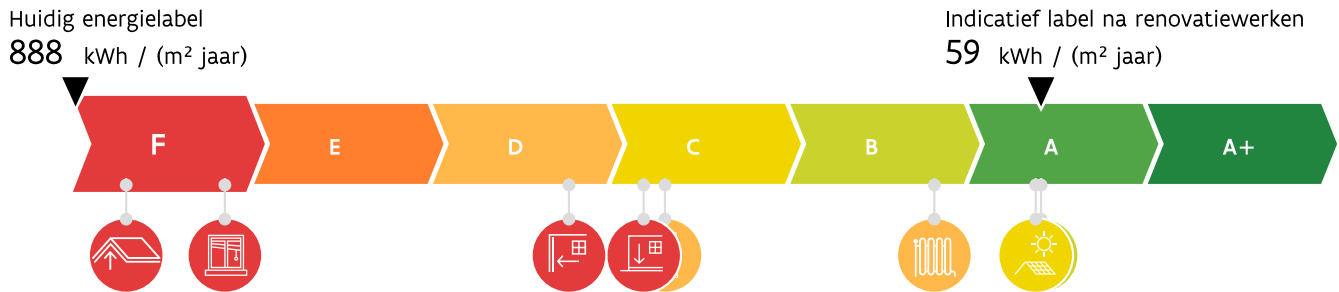 Huidig energielabel
888 kWh / (m² jaar)
Indicatief label na renovatiewerken
59 kWh / (m² jaar)
F E D C B A A+